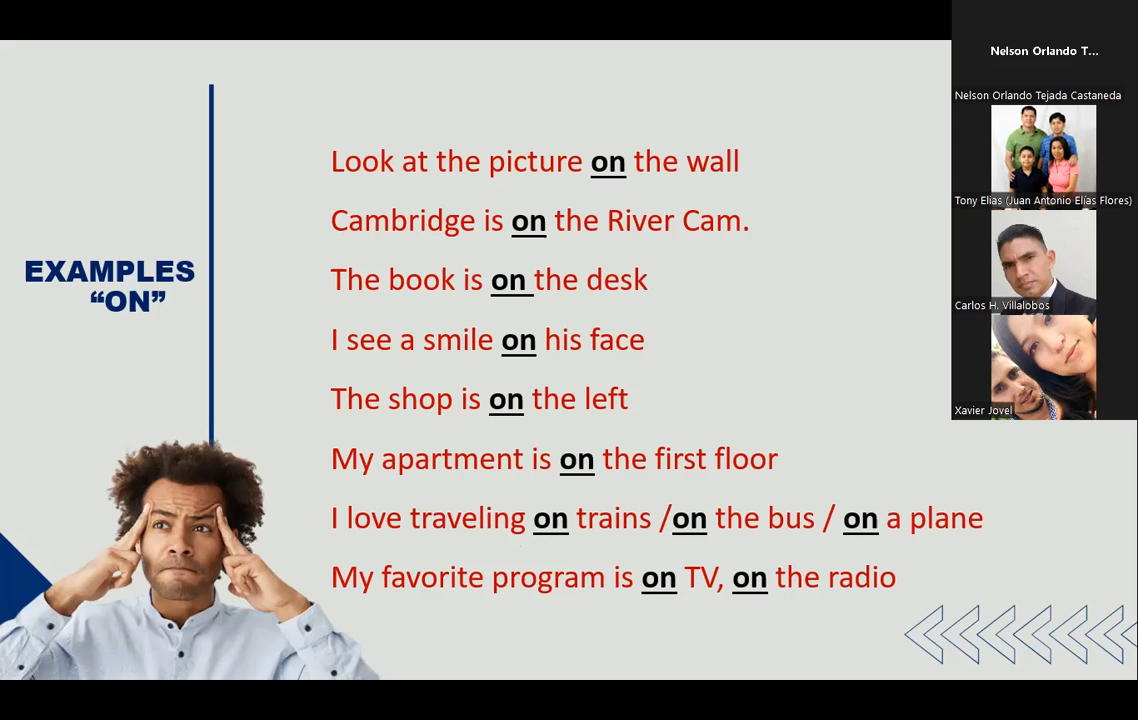 EXAMPLES
“ON”
Look at the picture on the wall
Cambridge is on the River Cam.
The book is on the desk
I see a smile on his face
The shop is on the left
My apartment is on the first floor
I love traveling on trains /on the bus / on a plane
My favorite program is on TV, on the radio
Nelson Orlando T...
Nelson Orlando Tejada Castaneda
Tony Elias (Juan Antonio Elías Flores)
Carlos H. Villalobos
Xavier Jovel